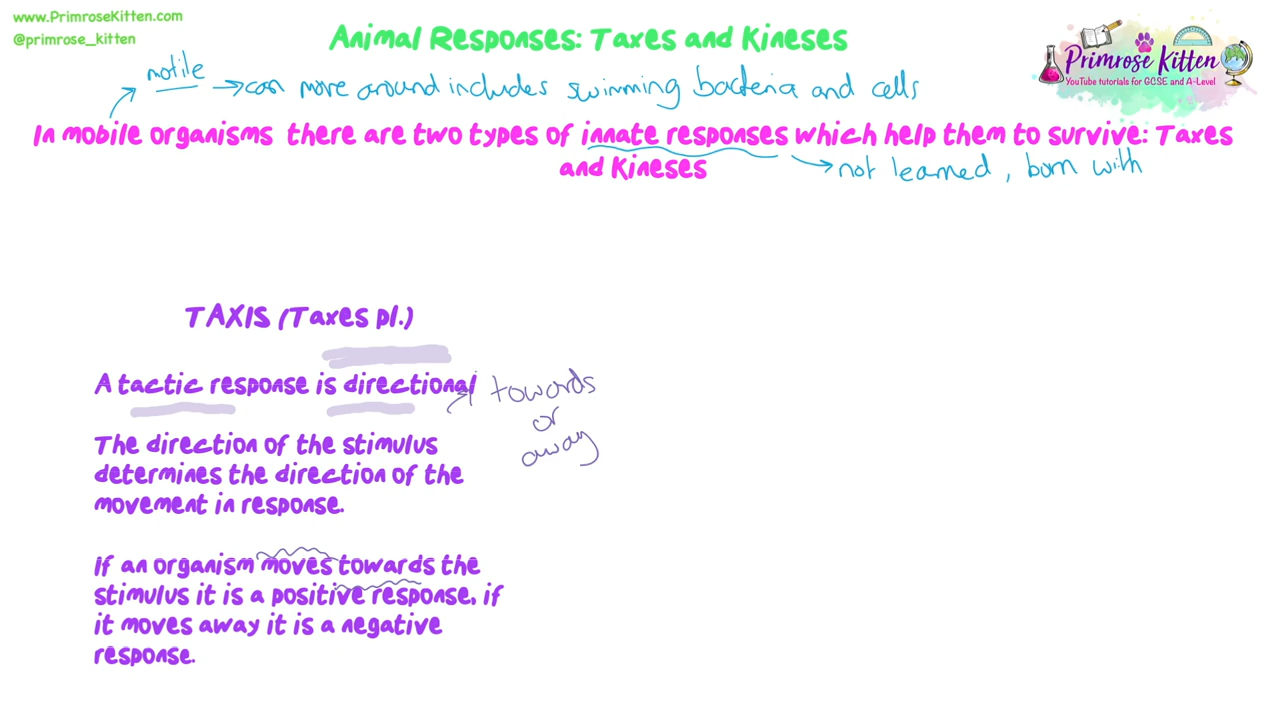 www.PrimroseKitten.com
@primrose_kitten
Animal Responses: Taxes and Kineses
Primrose Kitten
YouTube tutorials for GCSE and A-Level
motile → can move around includes swimming bacteria and cells
In mobile organisms there are two types of innate responses which help them to survive: Taxes
and Kineses
→ not learned, born with
TAXIS (Taxes pl.)
A tactic response is directional
towards
or
away
The direction of the stimulus
determines the direction of the
movement in response.
If an organism moves towards the
stimulus it is a positive response, if
it moves away it is a negative
response.